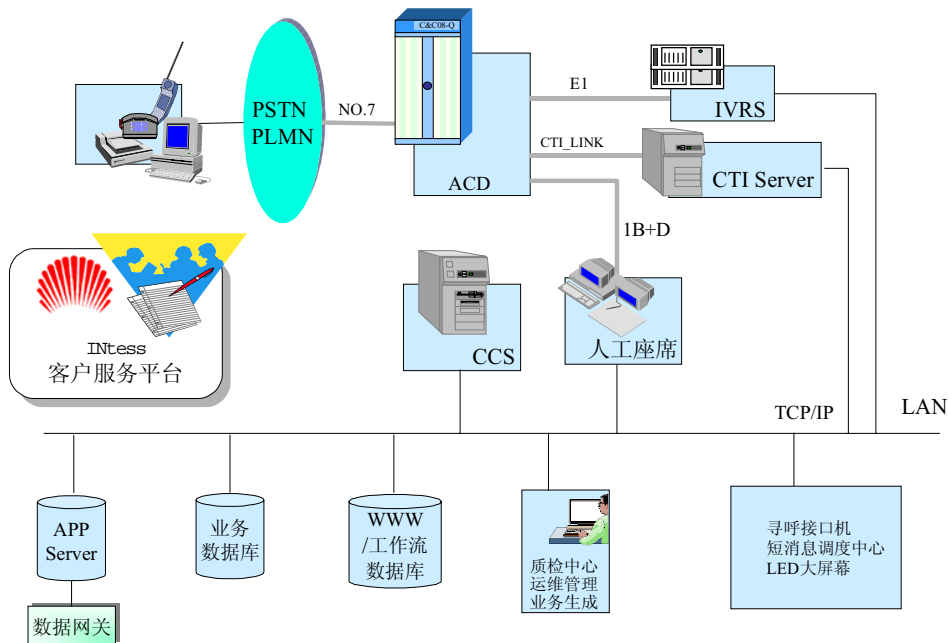 C&C08-Q
PSTN
PLMN
NO.7
ACD
E1
IVRS
CTI_LINK
CTI Server
1B+D
INtess
客户服务平台
CCS
人工座席
TCP/IP
LAN
APP
Server
业务
数据库
WWW
/工作流
数据库
质检中心
运维管理
业务生成
寻呼接口机
短消息调度中心
LED大屏幕
数据网关